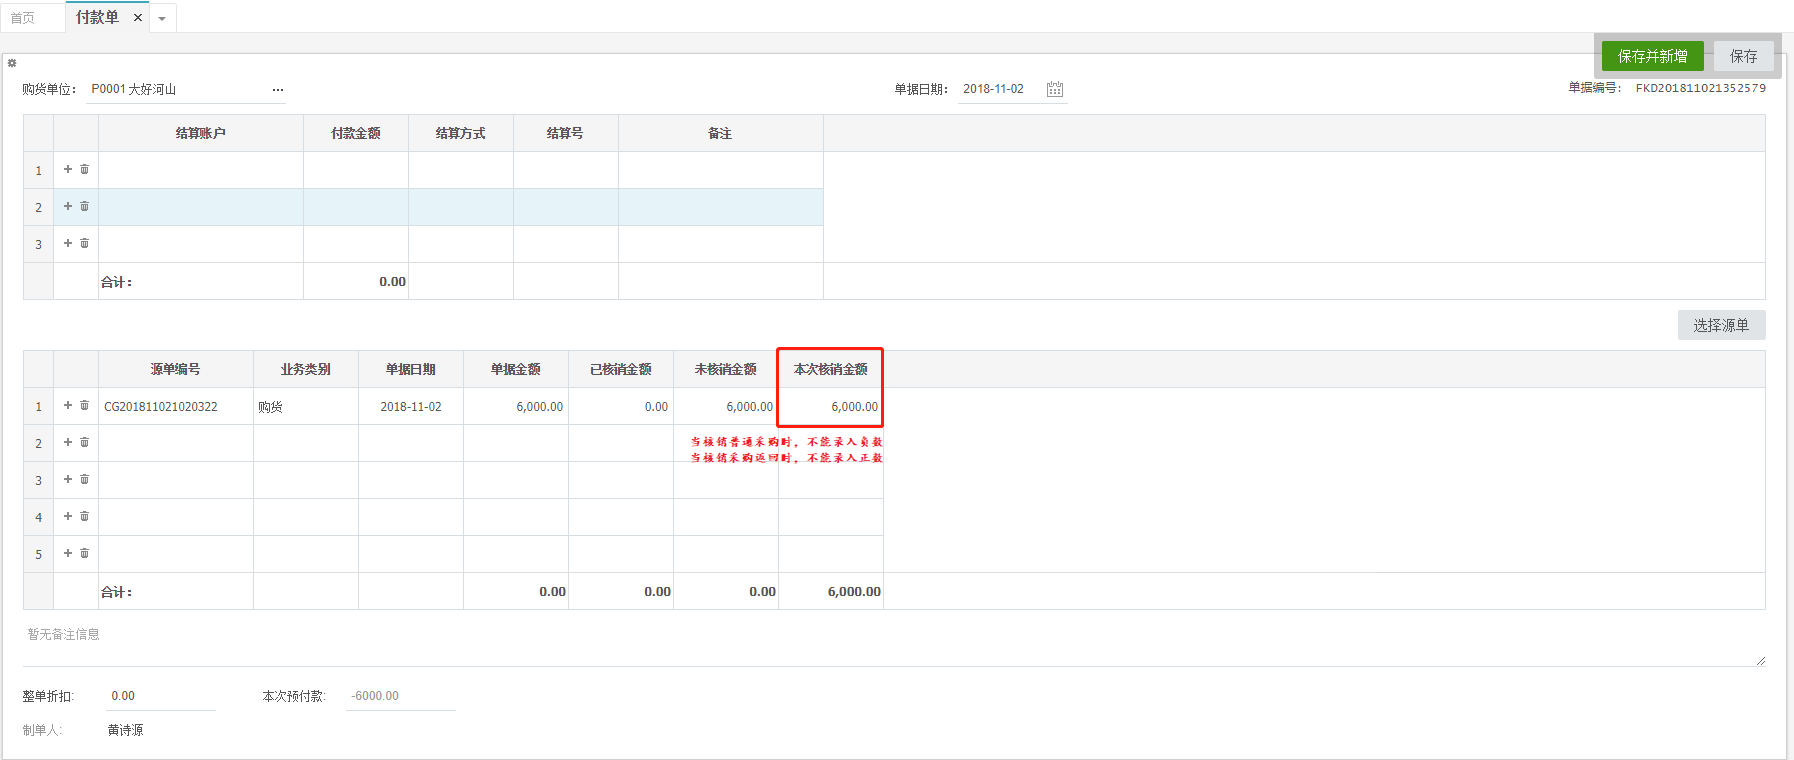 首页 付款单 ×
保存并新增 保存
购货单位: P0001 大好河山 ... 单据日期: 2018-11-02 单据编号: FKD201811021352579
结算账户 付款金额 结算方式 结算号 备注
1 +
2 +
3 +
合计: 0.00
选择源单
源单编号 业务类别 单据日期 单据金额 已核销金额 未核销金额 本次核销金额
1 + CG201811021020322 购货 2018-11-02 6,000.00 0.00 6,000.00 6,000.00
2 +
当核销普通采购时，不能录入负数
当核销采购返回时，不能录入正数
3 +
4 +
5 +
合计: 0.00 0.00 0.00 6,000.00
暂无备注信息
整单折扣: 0.00 本次预付款: -6000.00
制单人: 黄诗源